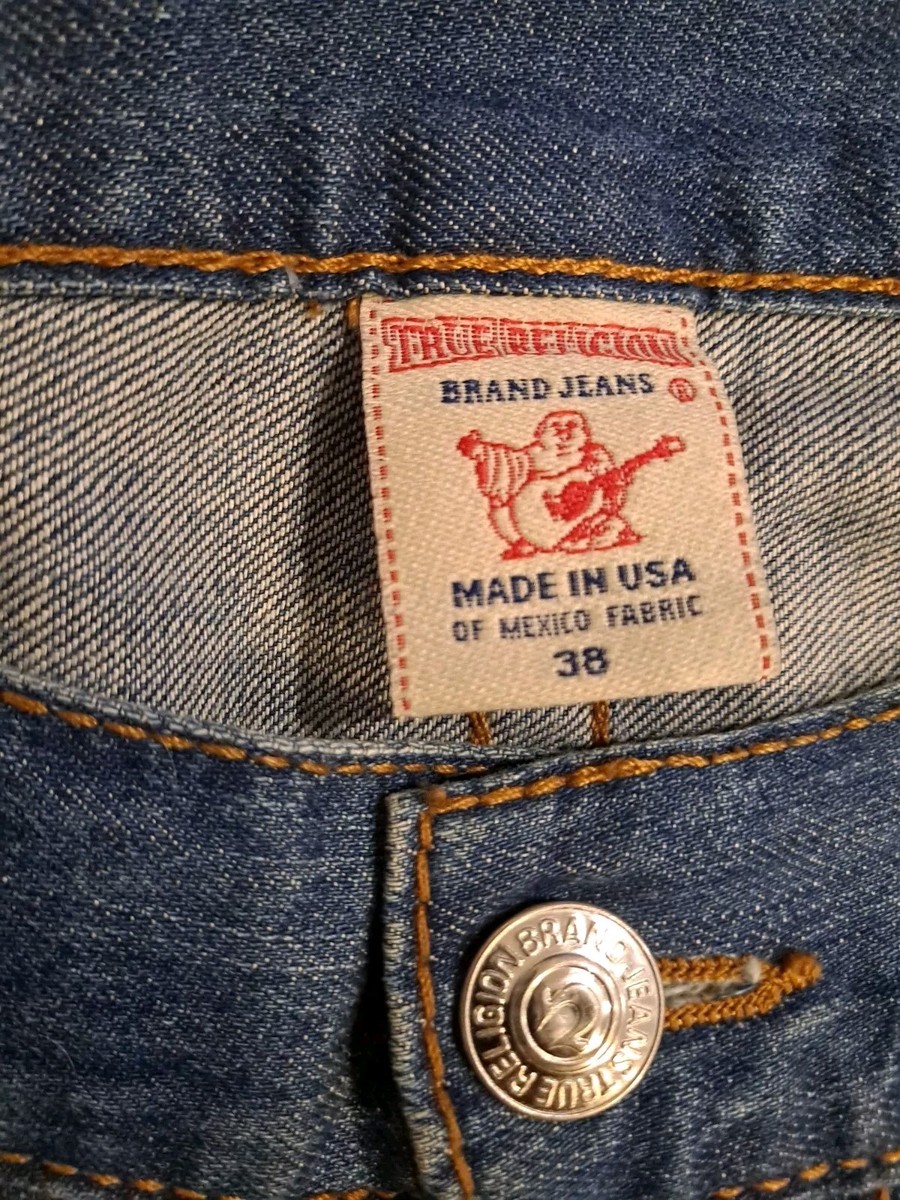 TRUE RELIGION
BRAND JEANS ®
MADE IN USA
OF MEXICO FABRIC
38
TRUE RELIGION BRAND JEANS